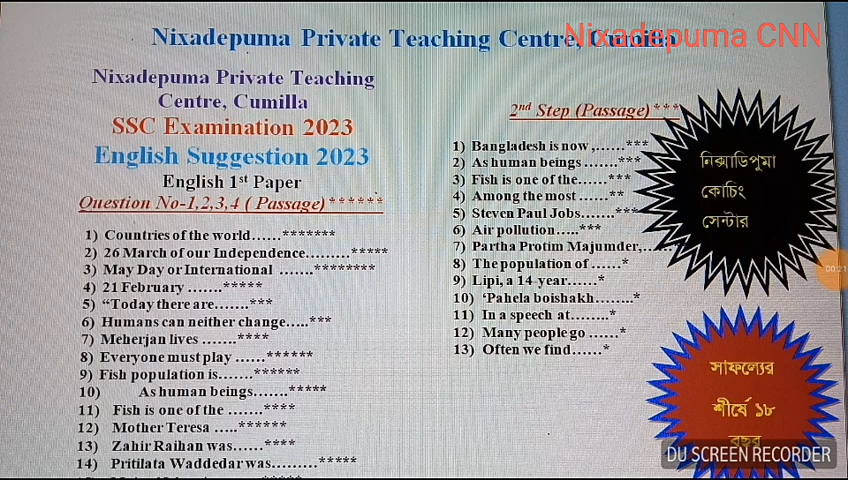 Nixadepuma Private Teaching Centre, Cumilla
Nixadepuma CNN
Nixadepuma Private Teaching
Centre, Cumilla
SSC Examination 2023
English Suggestion 2023
English 1st Paper
Question No-1,2,3,4 ( Passage)******
1) Countries of the world……*******
2) 26 March of our Independence………*****
3) May Day or International …….********
4) 21 February …….*****
5) “Today there are…….***
6) Humans can neither change…..***
7) Meherjan lives …….****
8) Everyone must play ……******
9) Fish population is…….******
10) As human beings…….*****
11) Fish is one of the …….****
12) Mother Teresa …..******
13) Zahir Raihan was……****
14) Pritilata Waddedar was………*****
2nd Step (Passage)***
1) Bangladesh is now ,……***
2) As human beings …….***
3) Fish is one of the……***
4) Among the most ……**
5) Steven Paul Jobs…….***
6) Air pollution…..***
7) Partha Protim Majumder,……
8) The population of ……*
9) Lipi, a 14-year……*
10) ‘Pahela boishakh……..*
11) In a speech at……..*
12) Many people go ……*
13) Often we find……*
নিক্সাডিপুমা
কোচিং
সেন্টার
00:21
সাফল্যের
শীর্ষে ১৮
বছর
DU SCREEN RECORDER